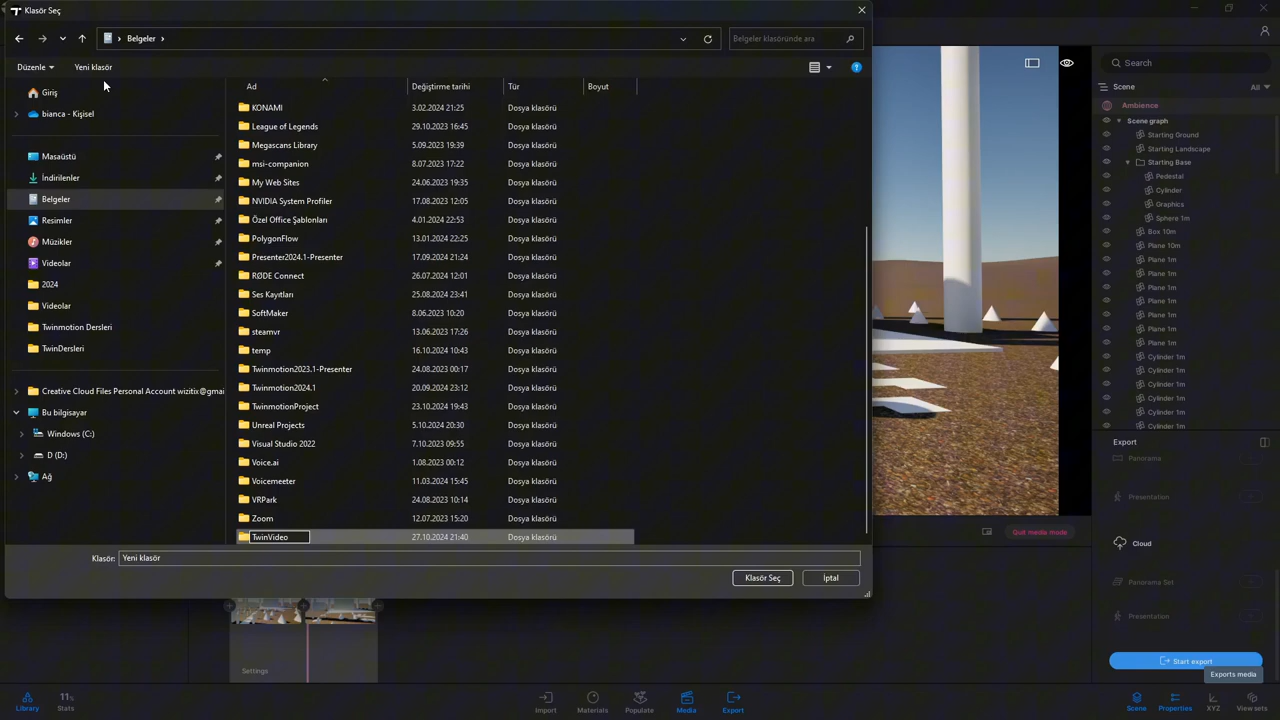 Klasör Seç
Belgeler
Belgeler klasöründe ara
Düzenle
Yeni klasör
Giriş
bianca - Kişisel
Masaüstü
İndirilenler
Belgeler
Resimler
Müzikler
Videolar
2024
Videolar
Twinmotion Dersleri
TwinDersleri
Creative Cloud Files Personal Account wizitix@gmai
Bu bilgisayar
Windows (C:)
D (D:)
Ağ
Ad Değiştirme tarihi Tür Boyut
KONAMI 3.02.2024 21:25 Dosya klasörü
League of Legends 29.10.2023 16:45 Dosya klasörü
Megascans Library 5.09.2023 19:39 Dosya klasörü
msi-companion 8.07.2023 17:22 Dosya klasörü
My Web Sites 24.06.2023 19:35 Dosya klasörü
NVIDIA System Profiler 17.08.2023 12:05 Dosya klasörü
Özel Office Şablonları 4.01.2024 22:53 Dosya klasörü
PolygonFlow 13.01.2024 22:25 Dosya klasörü
Presenter2024.1-Presenter 17.09.2024 21:24 Dosya klasörü
RØDE Connect 26.07.2024 12:01 Dosya klasörü
Ses Kayıtları 25.08.2024 23:41 Dosya klasörü
SoftMaker 8.06.2023 10:20 Dosya klasörü
steamvr 13.06.2023 17:26 Dosya klasörü
temp 16.10.2024 10:43 Dosya klasörü
Twinmotion2023.1-Presenter 24.08.2023 00:17 Dosya klasörü
Twinmotion2024.1 20.09.2024 23:12 Dosya klasörü
TwinmotionProject 23.10.2024 19:43 Dosya klasörü
Unreal Projects 5.10.2024 20:30 Dosya klasörü
Visual Studio 2022 7.10.2023 09:55 Dosya klasörü
Voice.ai 1.08.2023 00:12 Dosya klasörü
Voicemeeter 11.03.2024 15:45 Dosya klasörü
VRPark 24.08.2023 10:14 Dosya klasörü
Zoom 12.07.2023 15:20 Dosya klasörü
TwinVideo 27.10.2024 21:40 Dosya klasörü
Klasör: Yeni klasör
Klasör Seç
İptal
Search
Scene
All
Ambience
Scene graph
Starting Ground
Starting Landscape
Starting Base
Pedestal
Cylinder
Graphics
Sphere 1m
Box 10m
Plane 10m
Plane 1m
Plane 1m
Plane 1m
Plane 1m
Plane 1m
Plane 1m
Plane 1m
Cylinder 1m
Cylinder 1m
Cylinder 1m
Cylinder 1m
Cylinder 1m
Cylinder 1m
Export
Panorama
Presentation
Quit media mode
Cloud
Panorama Set
Presentation
Start export
Exports media
Settings
Library
11%
Stats
Import
Materials
Populate
Media
Export
Scene
Properties
XYZ
View sets